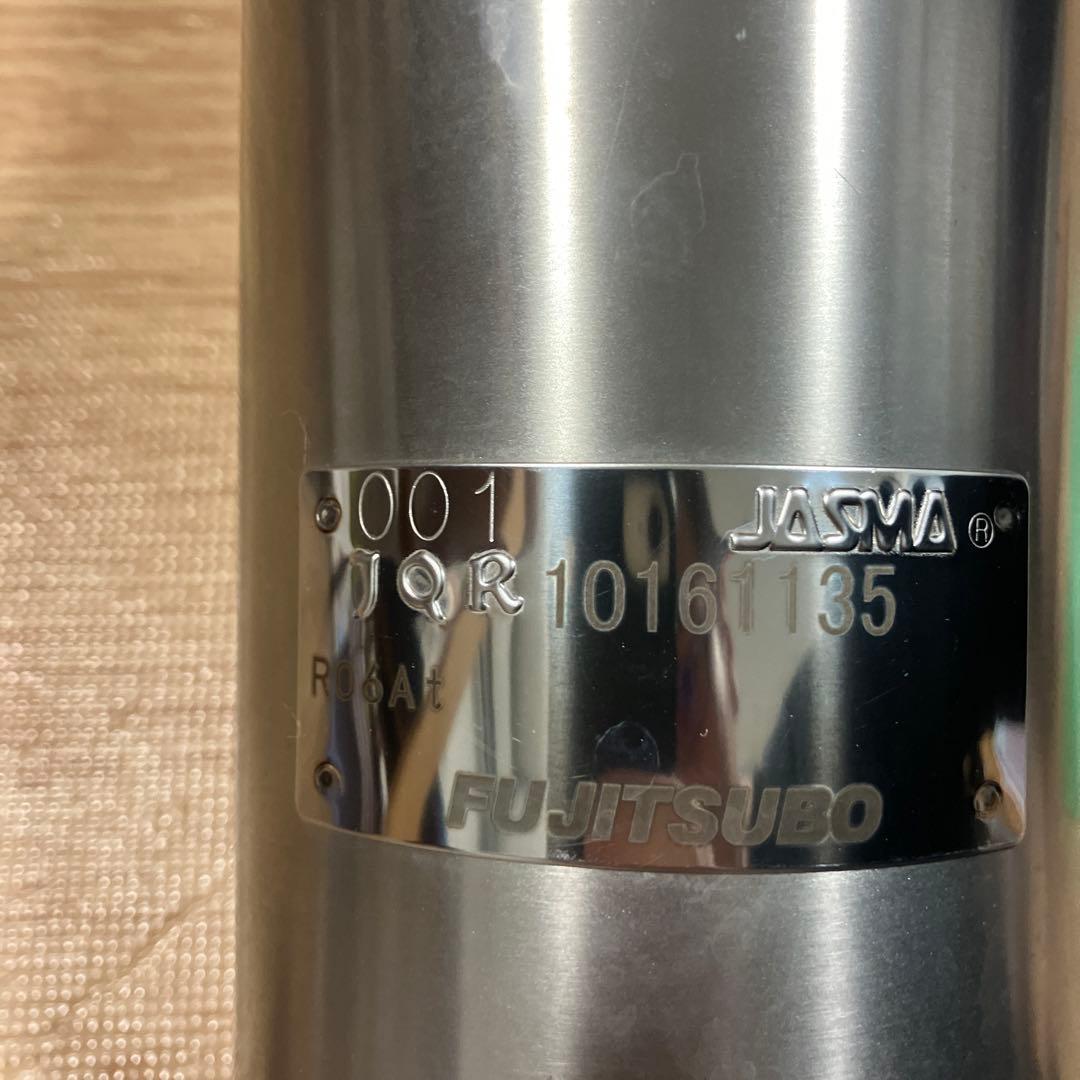 001 JASMA ®
JQR 10161135
R06At
FUJITSUBO